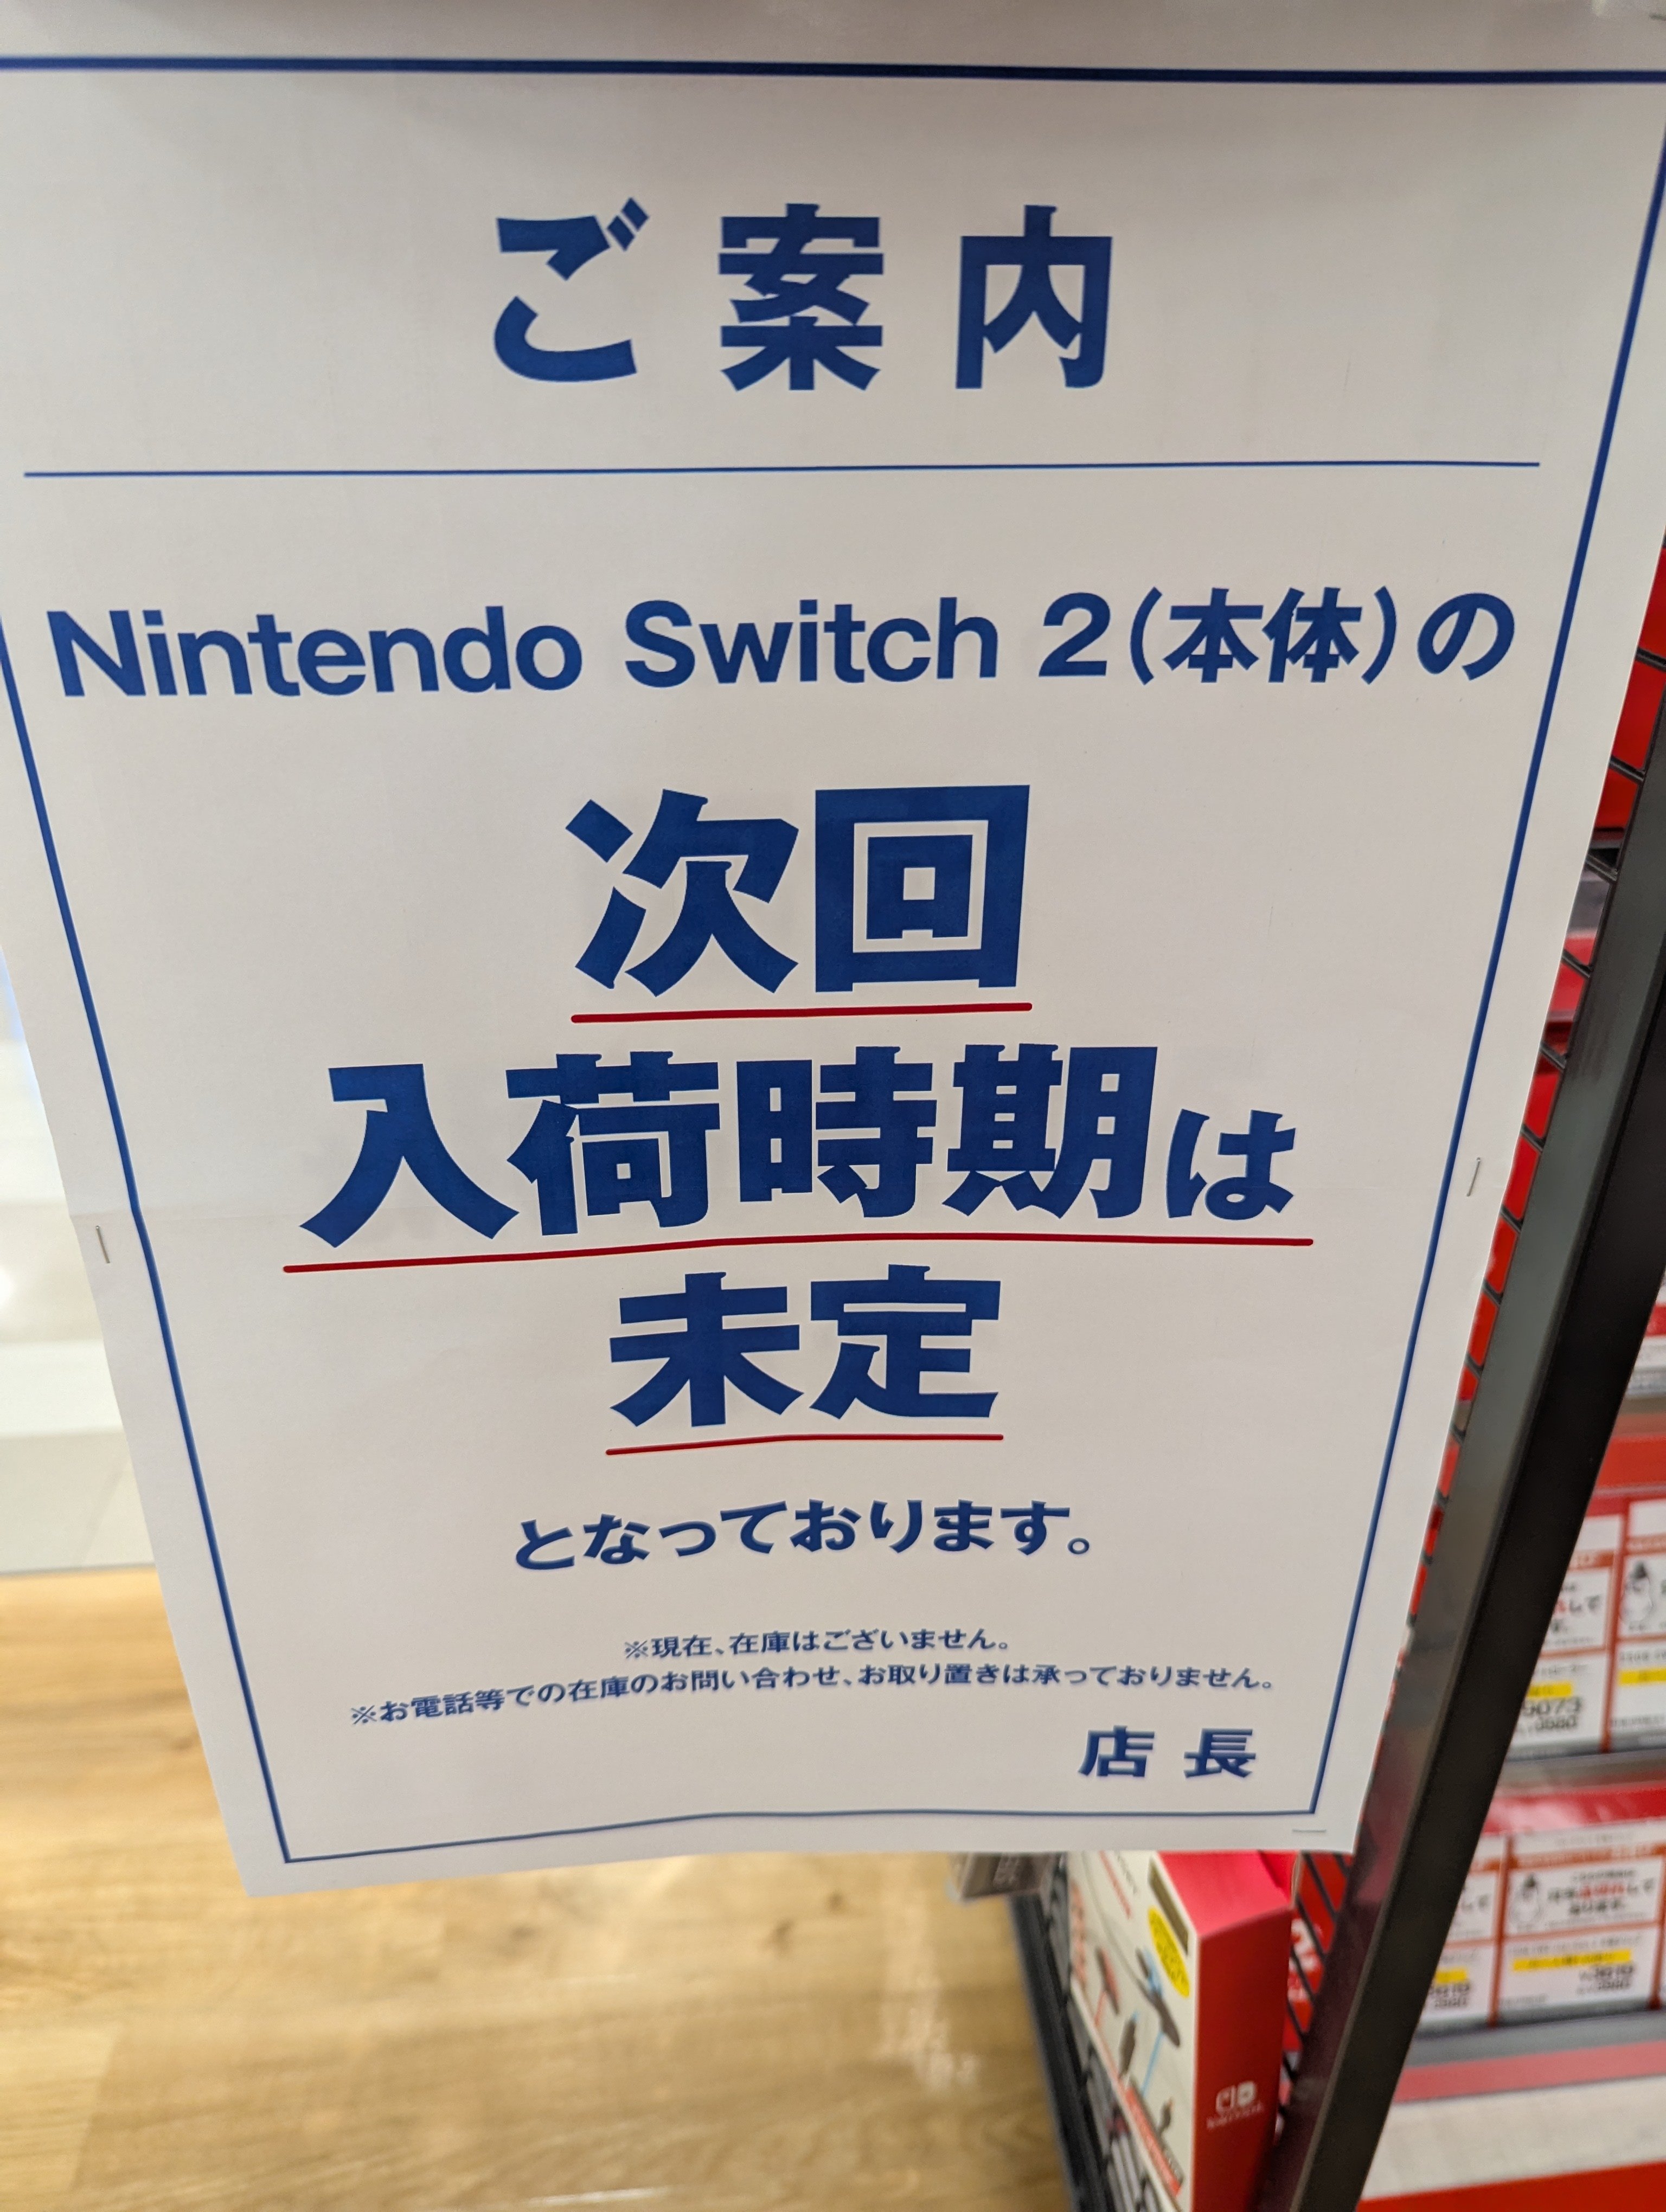 ご案内
Nintendo Switch 2(本体)の
次回
入荷時期は
未定
となっております。
※現在、在庫はございません。
※お電話等での在庫のお問い合わせ、お取り置きは承っておりません。
店長